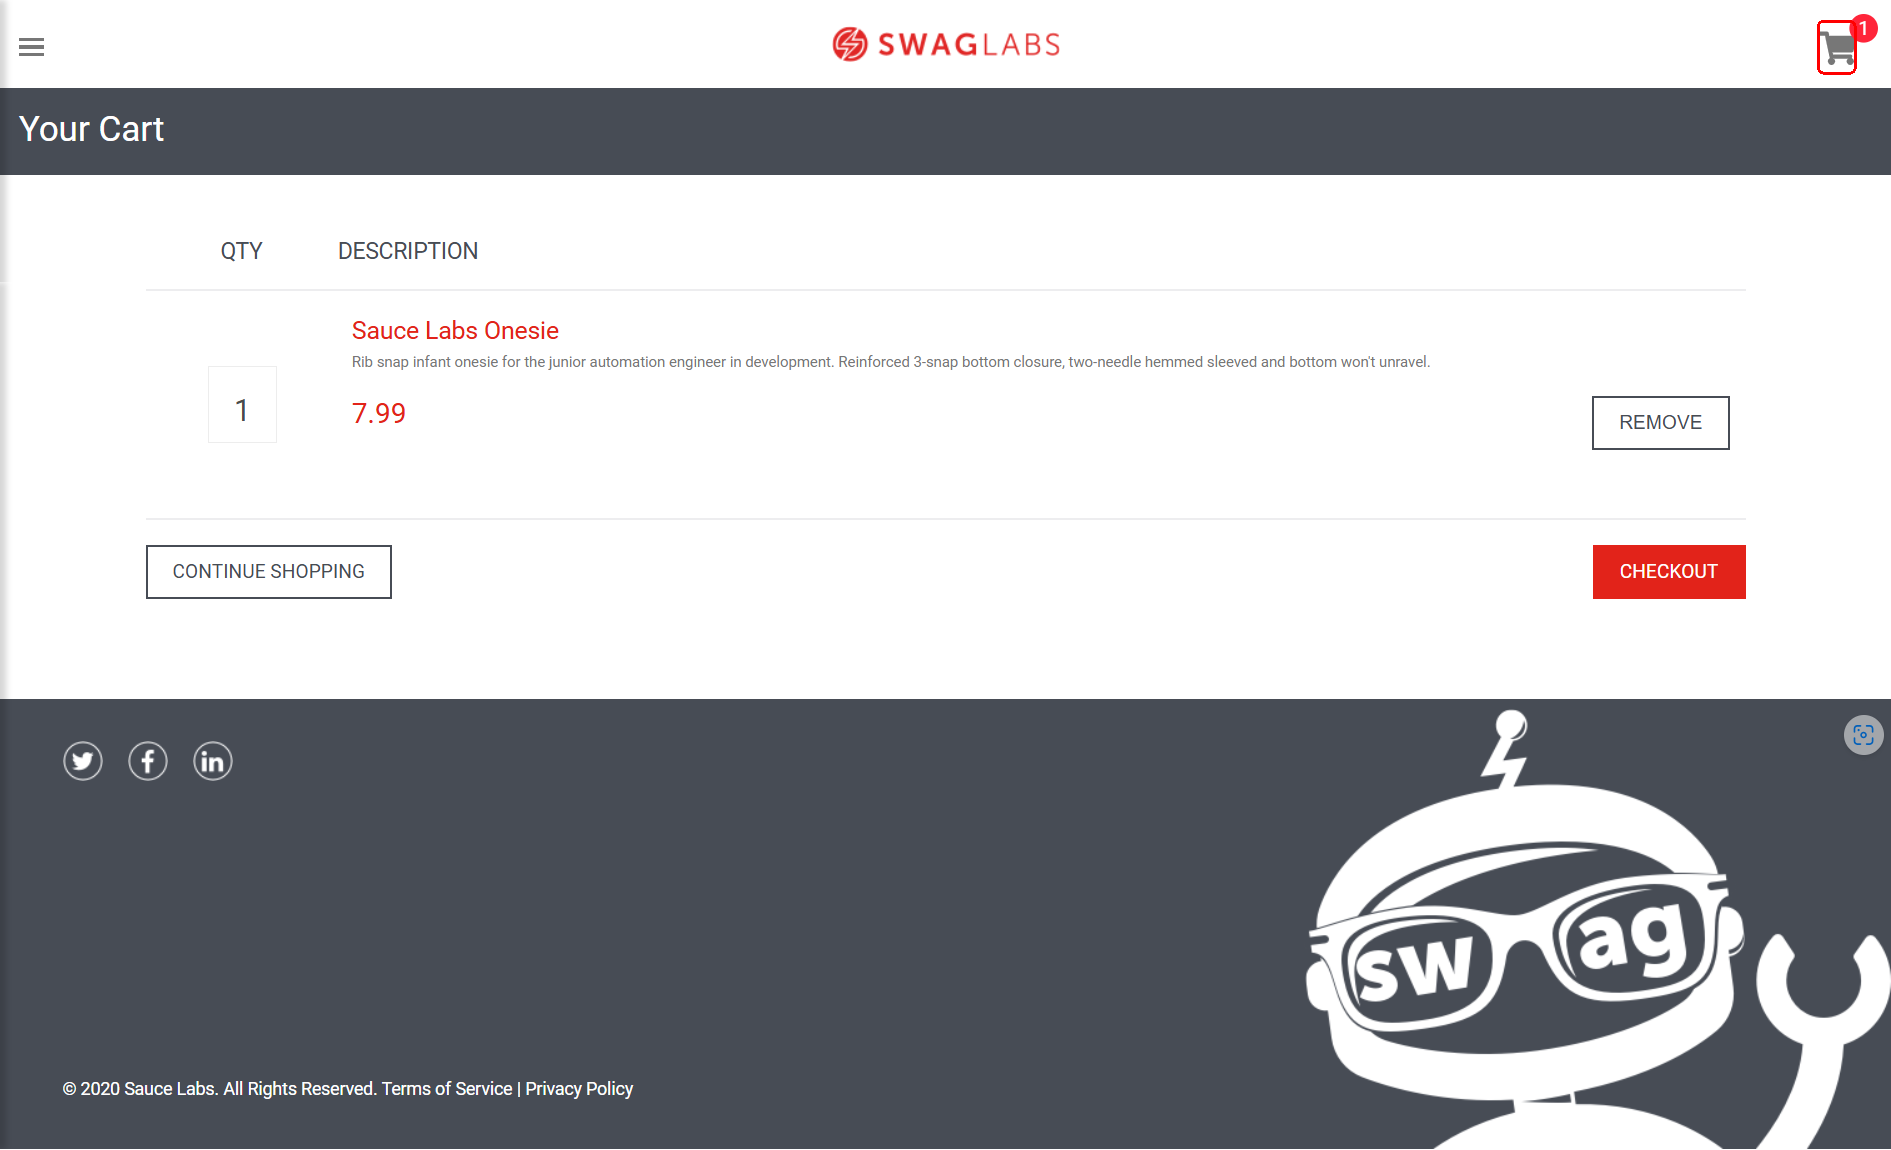 SWAGLABS
1
Your Cart
QTY DESCRIPTION
Sauce Labs Onesie
Rib snap infant onesie for the junior automation engineer in development. Reinforced 3-snap bottom closure, two-needle hemmed sleeved and bottom won't unravel.
1
7.99
REMOVE
CONTINUE SHOPPING
CHECKOUT
swag
© 2020 Sauce Labs. All Rights Reserved. Terms of Service | Privacy Policy